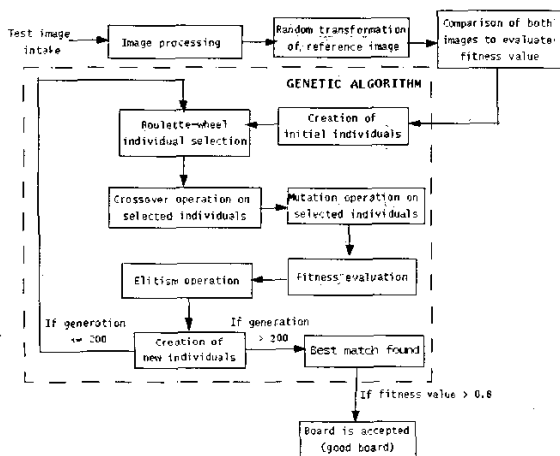 Test image
intake
Image processing
Random transformation
of reference image
Comparison of both
images to evaluate
fitness value
GENETIC ALGORITHM
Roulette-wheel
individual selection
Creation of
initial individuals
Crossover operation on
selected individuals
Mutation operation on
selected individuals
Elitism operation
Fitness evaluation
If generation
<= 200
Creation of
new individuals
If generation
> 200
Best match found
If fitness value > 0.8
Board is accepted
(good board)